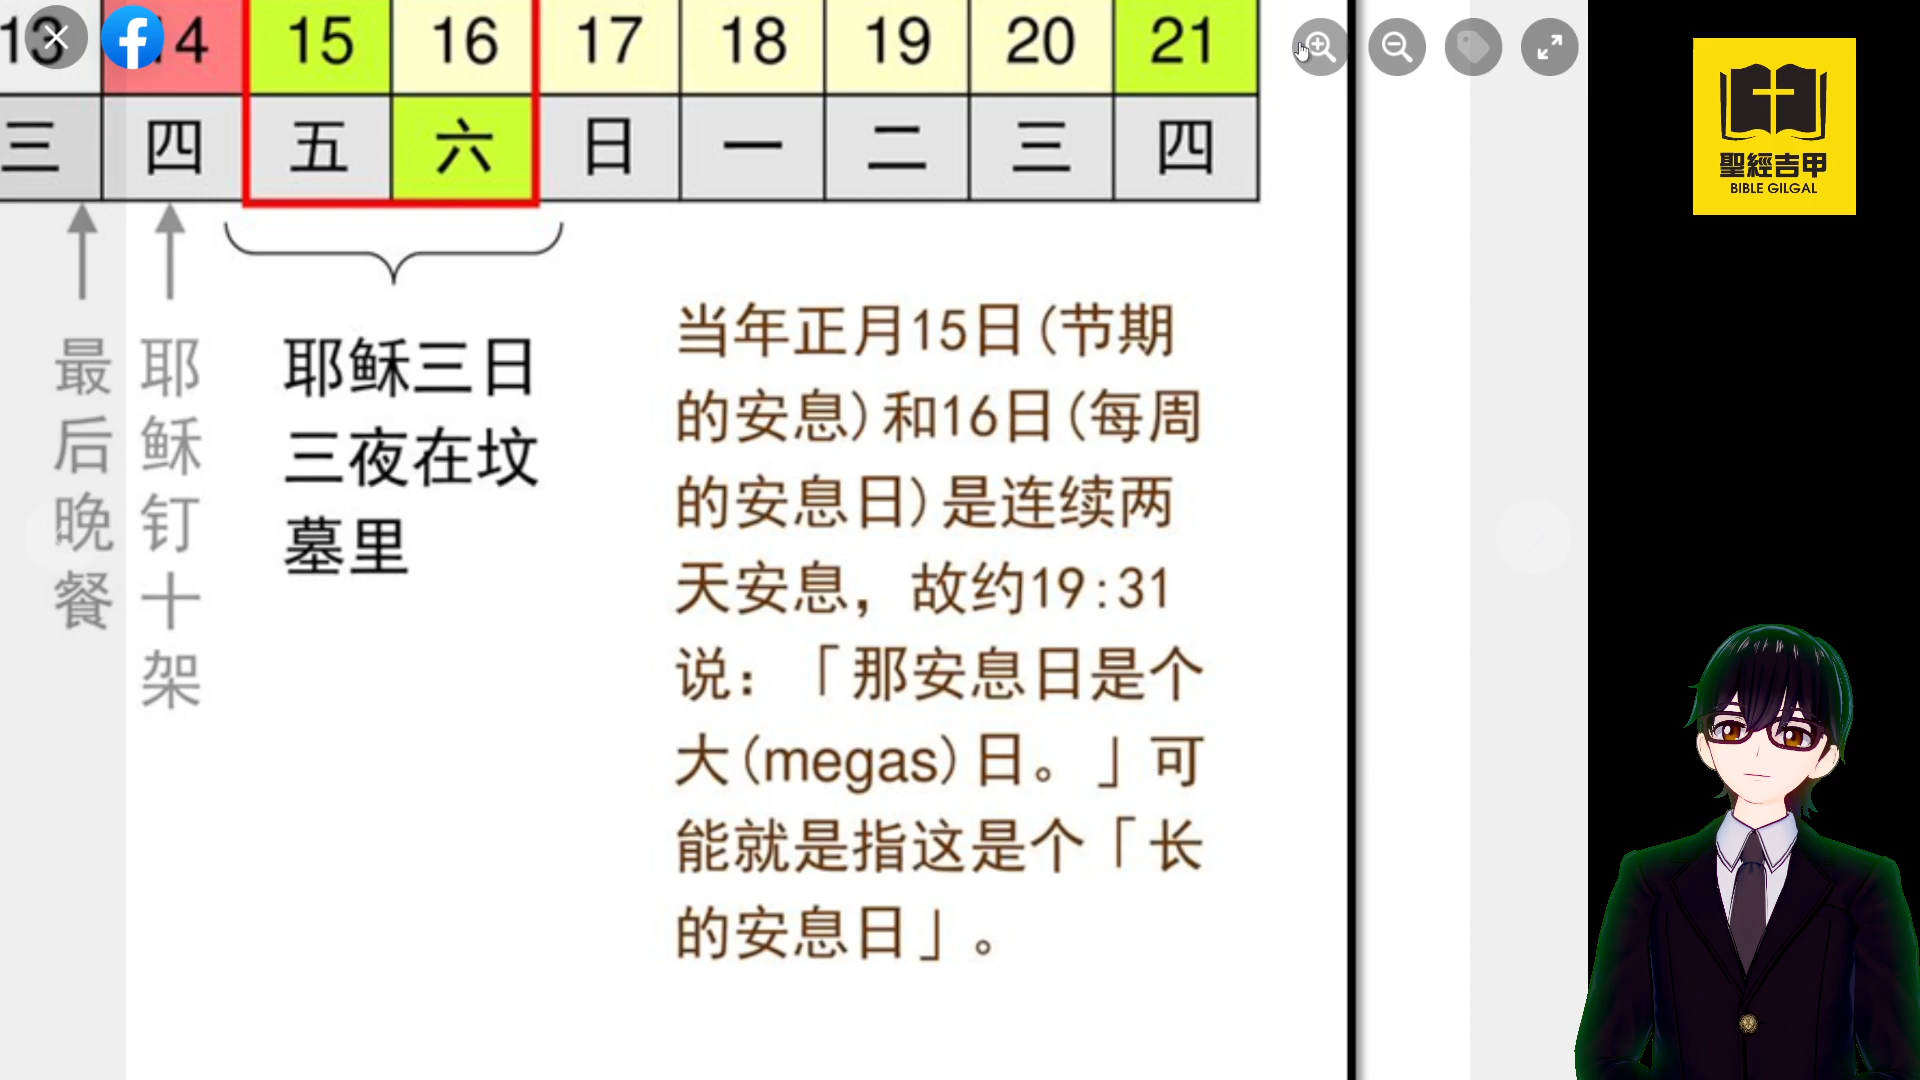 13 14 15 16 17 18 19 20 21
三 四 五 六 日 一 二 三 四
最后晚餐
耶稣钉十架
耶稣三日
三夜在坟
墓里
当年正月15日(节期
的安息)和16日(每周
的安息日)是连续两
天安息，故约19:31
说：「那安息日是个
大(megas)日。」可
能就是指这是个「长
的安息日」。
聖經吉甲
BIBLE GILGAL